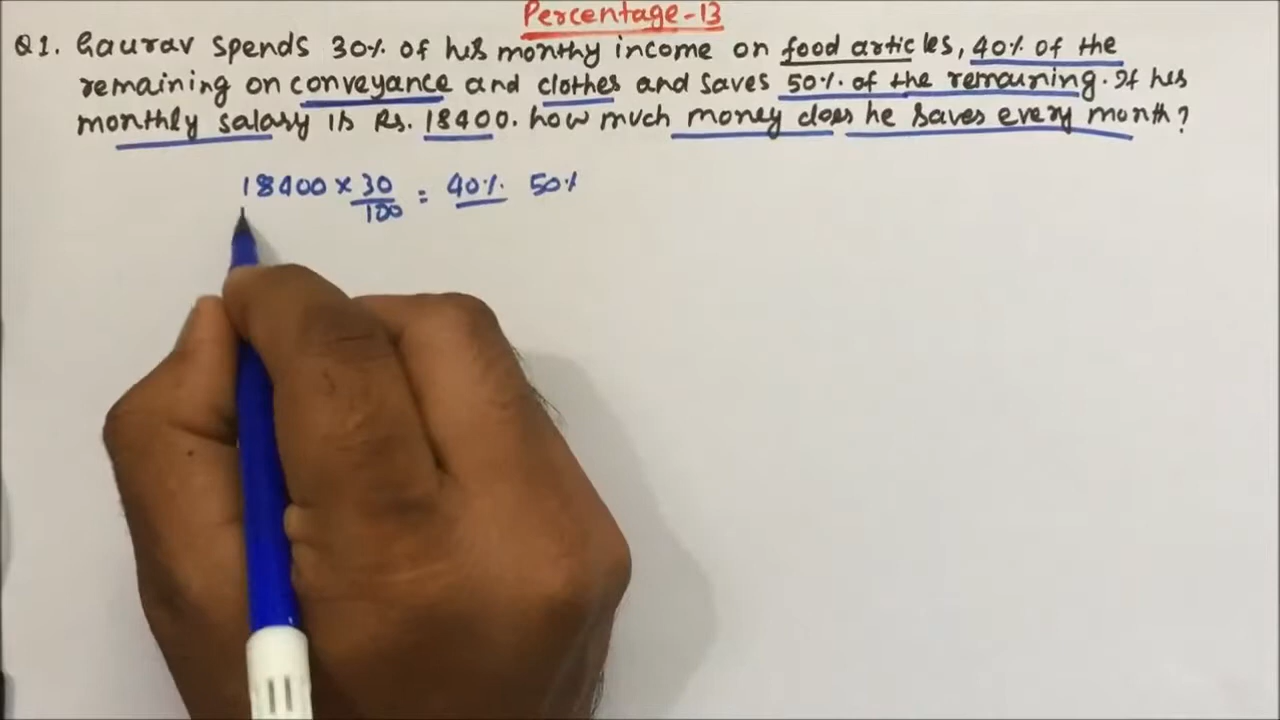 Percentage-13
Q1. Gaurav spends 30% of his monthy income on food articles, 40% of the
remaining on conveyance and clothes and saves 50% of the remaining. If his
monthly salary is Rs. 18400. how much money does he saves every month?
18400 × 30/100 = 40% 50%